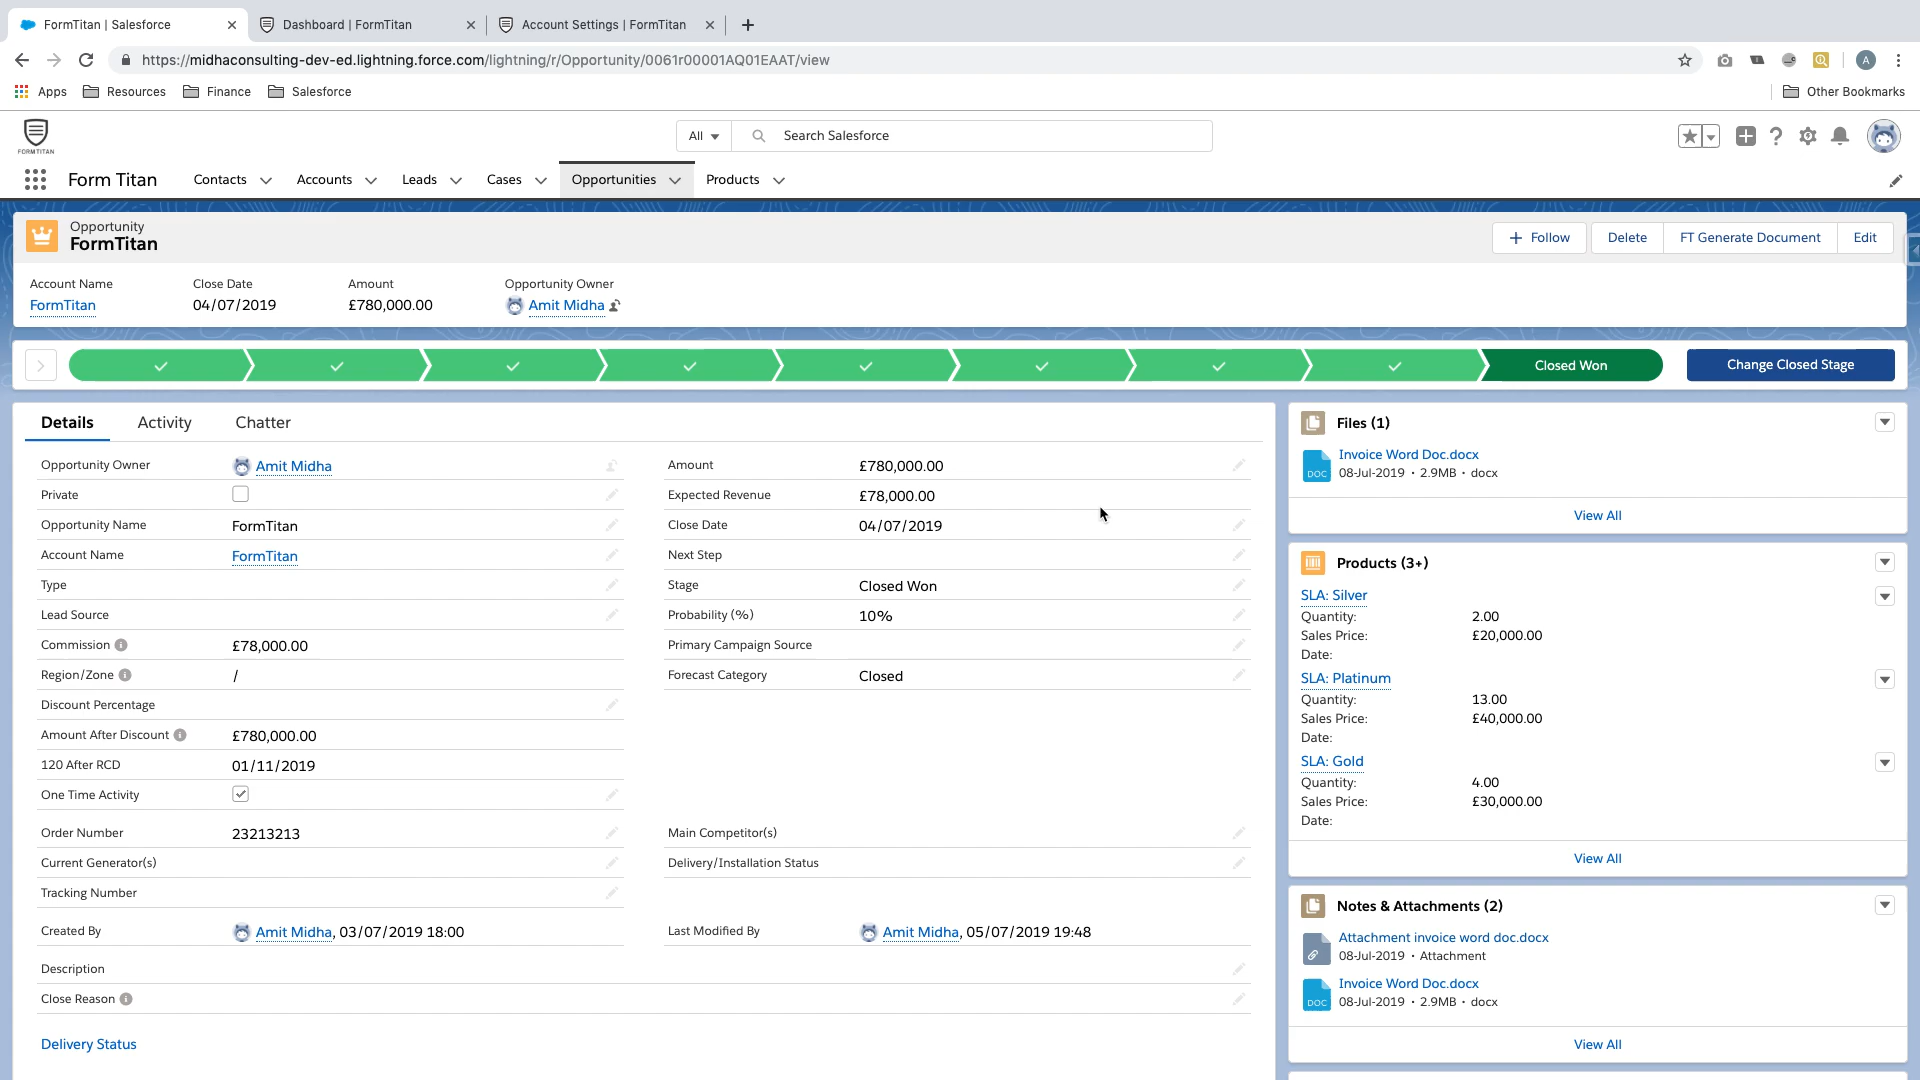 FormTitan | Salesforce
Dashboard | FormTitan
Account Settings | FormTitan
https://midhaconsulting-dev-ed.lightning.force.com/lightning/r/Opportunity/0061r00001AQ01EAAT/view
A
Apps
Resources
Finance
Salesforce
Other Bookmarks
FORMTITAN
All
Search Salesforce
Form Titan
Contacts
Accounts
Leads
Cases
Opportunities
Products
Opportunity
FormTitan
Follow
Delete
FT Generate Document
Edit
Account Name
Close Date
Amount
Opportunity Owner
FormTitan
04/07/2019
£780,000.00
Amit Midha
Closed Won
Change Closed Stage
Details
Activity
Chatter
Opportunity Owner
Amit Midha
Private
Opportunity Name
FormTitan
Account Name
FormTitan
Type
Lead Source
Commission
£78,000.00
Region/Zone
/
Discount Percentage
Amount After Discount
£780,000.00
120 After RCD
01/11/2019
One Time Activity
Order Number
23213213
Current Generator(s)
Tracking Number
Created By
Amit Midha, 03/07/2019 18:00
Description
Close Reason
Delivery Status
Amount
£780,000.00
Expected Revenue
£78,000.00
Close Date
04/07/2019
Next Step
Stage
Closed Won
Probability (%)
10%
Primary Campaign Source
Forecast Category
Closed
Main Competitor(s)
Delivery/Installation Status
Last Modified By
Amit Midha, 05/07/2019 19:48
Files (1)
DOC
Invoice Word Doc.docx
08-Jul-2019 • 2.9MB • docx
View All
Products (3+)
SLA: Silver
Quantity:
2.00
Sales Price:
£20,000.00
Date:
SLA: Platinum
Quantity:
13.00
Sales Price:
£40,000.00
Date:
SLA: Gold
Quantity:
4.00
Sales Price:
£30,000.00
Date:
View All
Notes & Attachments (2)
Attachment invoice word doc.docx
08-Jul-2019 • Attachment
DOC
Invoice Word Doc.docx
08-Jul-2019 • 2.9MB • docx
View All